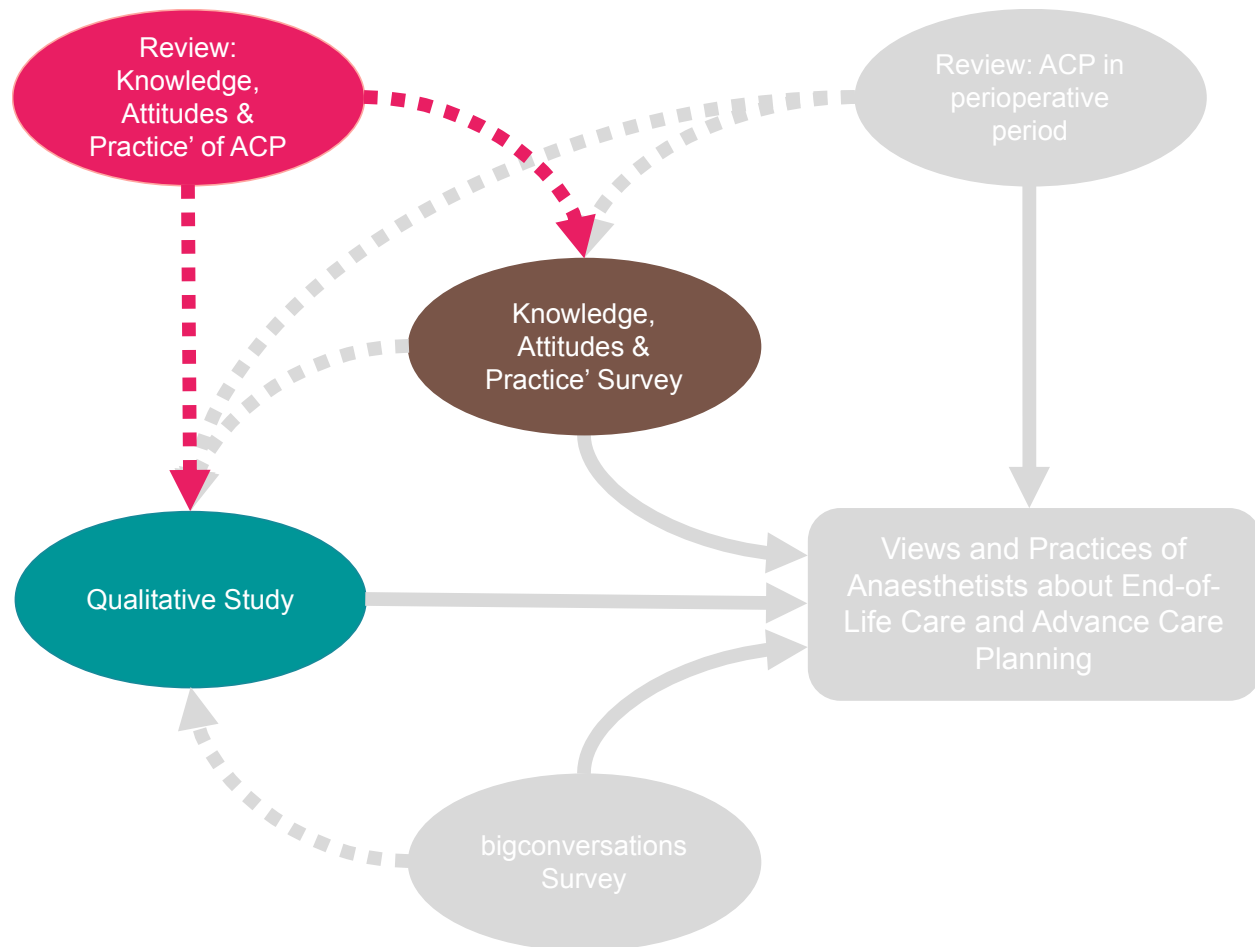 Review:
Knowledge,
Attitudes &
Practice’ of ACP
Review: ACP in
perioperative
period
Knowledge,
Attitudes &
Practice’ Survey
Qualitative Study
Views and Practices of
Anaesthetists about End-of-
Life Care and Advance Care
Planning
bigconversations
Survey